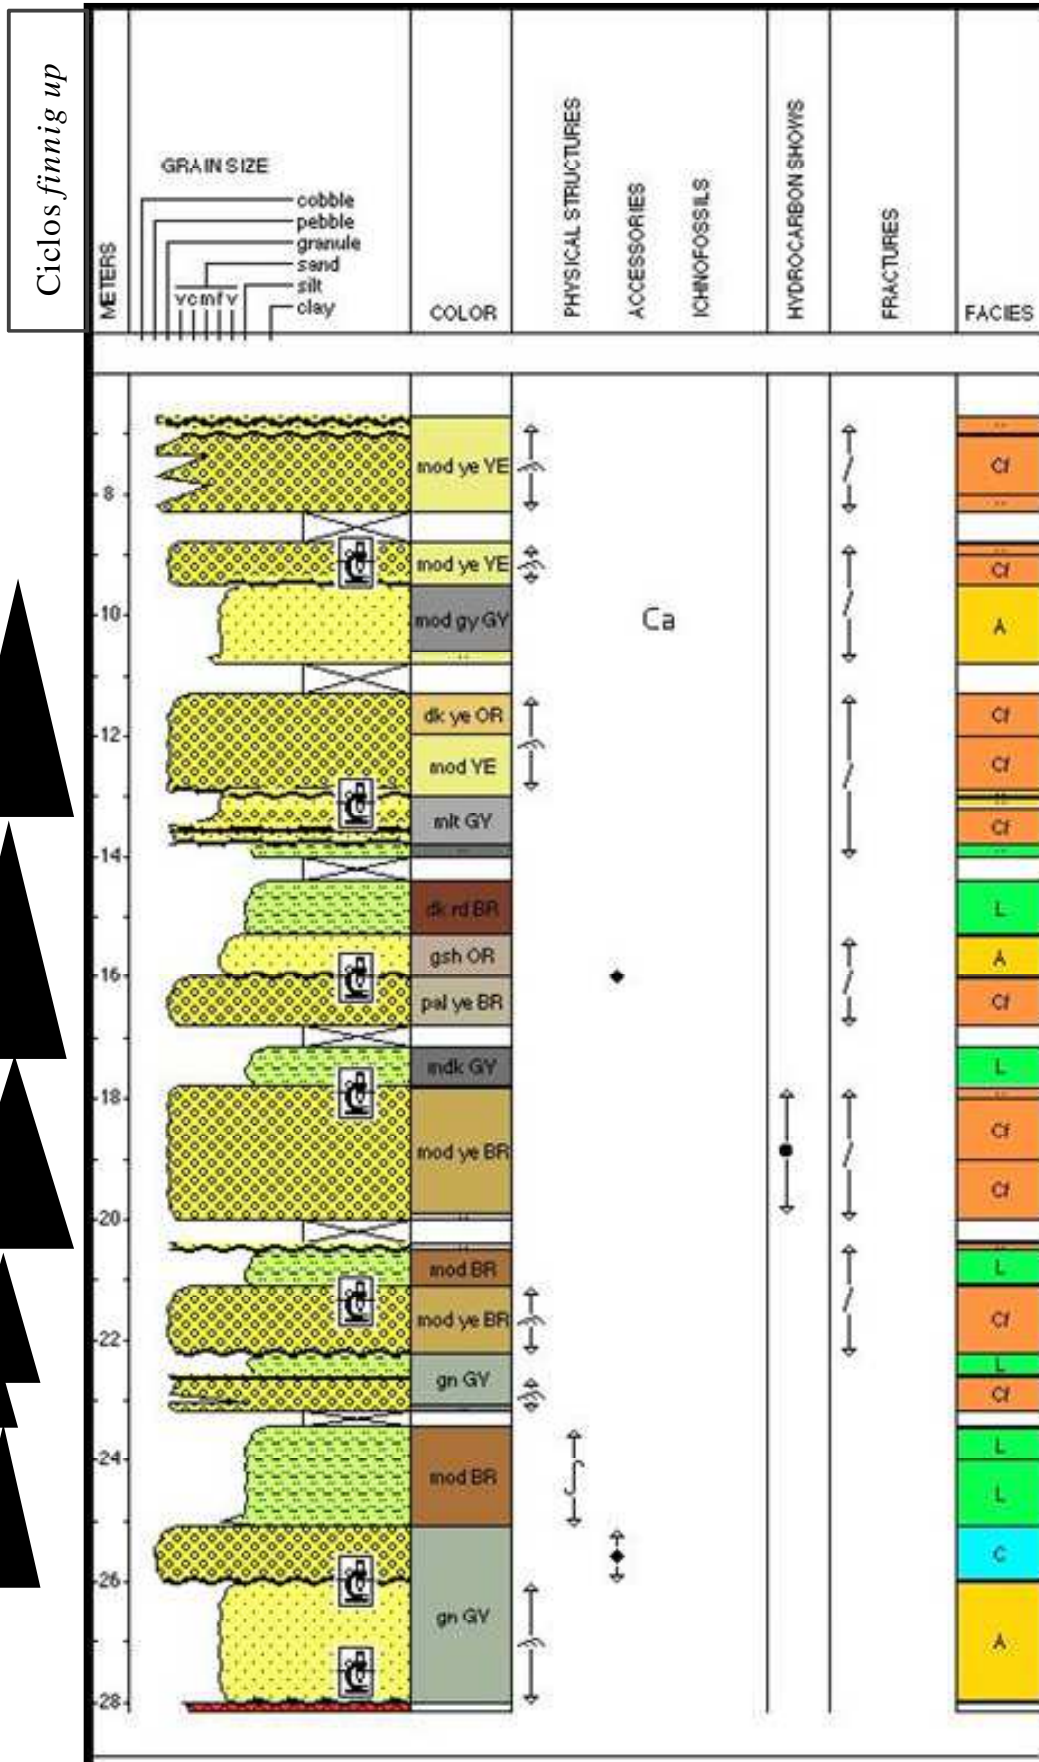 Ciclos finnig up
METERS
GRAIN SIZE
cobble
pebble
granule
sand
silt
clay
vcmfv
COLOR
PHYSICAL STRUCTURES
ACCESSORIES
ICHNOFOSSILS
HYDROCARBON SHOWS
FRACTURES
FACIES
mod ye YE
Cf
8
mod ye YE
Cf
10
mod gy GY
Ca
A
dk ye OR
Cf
12
mod YE
Cf
mlt GY
Cf
14
dk rd BR
L
gsh OR
A
16
pal ye BR
Cf
mdk GY
L
18
Cf
mod ye BR
Cf
20
mod BR
L
mod ye BR
Cf
22
L
gn GY
Cf
L
24
mod BR
L
C
26
gn GY
A
28